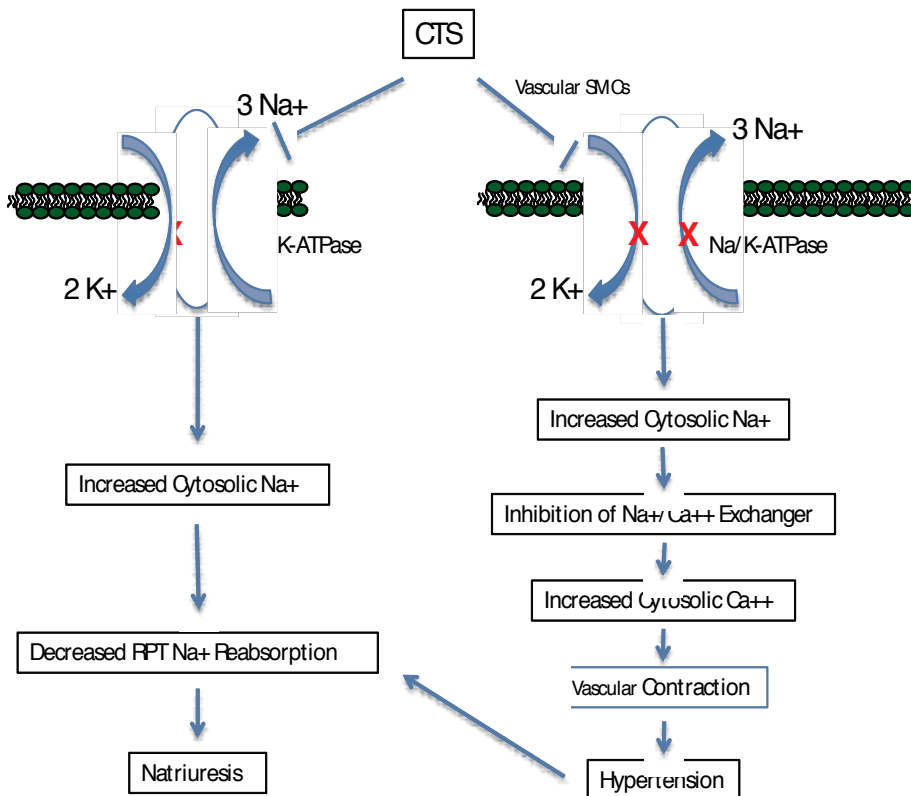 CTS
Vascular SMCs
3 Na+
3 Na+
K-ATPase
Na/K-ATPase
2 K+
2 K+
Increased Cytosolic Na+
Increased Cytosolic Na+
Inhibition of Na+/Ca++ Exchanger
Increased Cytosolic Ca++
Decreased RPT Na+ Reabsorption
Vascular Contraction
Natriuresis
Hypertension